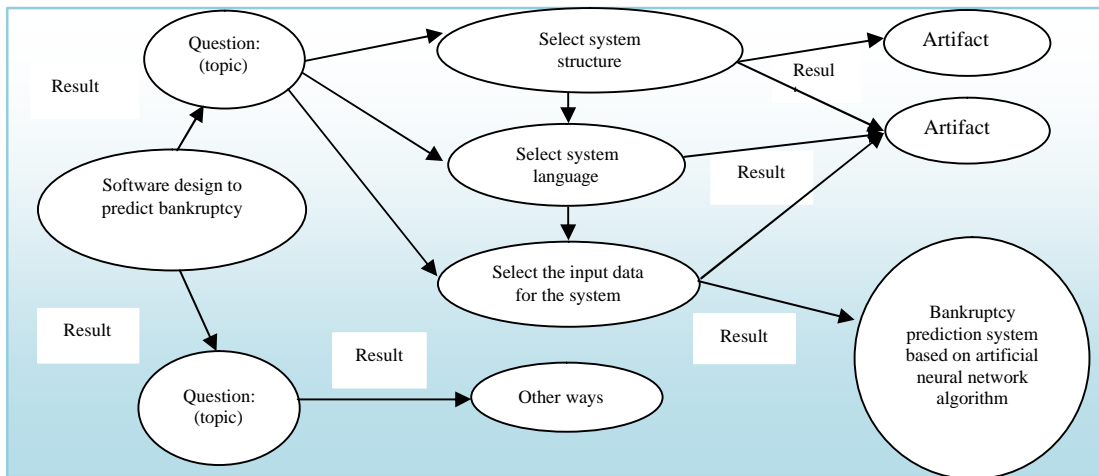 Question:
(topic)
Select system
structure
Artifact
Result
Resul
Artifact
Select system
language
Result
Software design to
predict bankruptcy
Select the input data
for the system
Bankruptcy
prediction system
based on artificial
neural network
algorithm
Result
Result
Result
Question:
(topic)
Other ways